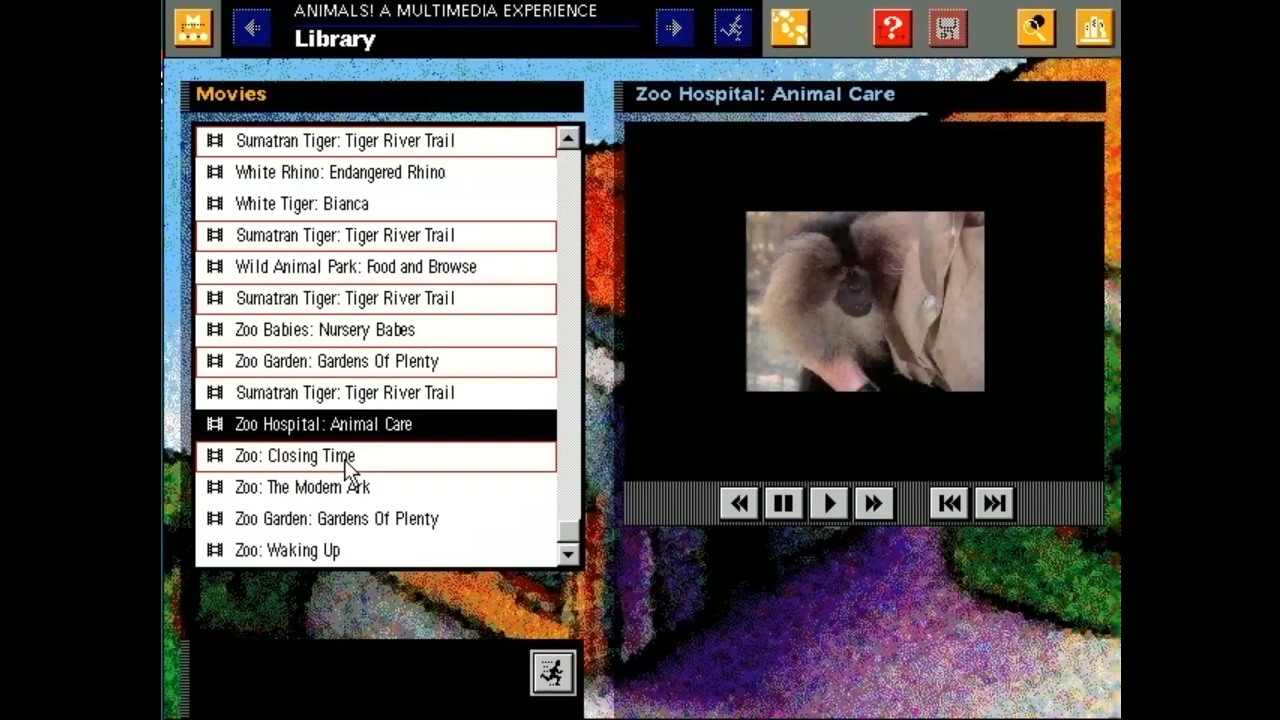 ANIMALS! A MULTIMEDIA EXPERIENCE
Library
Movies
Sumatran Tiger: Tiger River Trail
White Rhino: Endangered Rhino
White Tiger: Bianca
Sumatran Tiger: Tiger River Trail
Wild Animal Park: Food and Browse
Sumatran Tiger: Tiger River Trail
Zoo Babies: Nursery Babes
Zoo Garden: Gardens Of Plenty
Sumatran Tiger: Tiger River Trail
Zoo Hospital: Animal Care
Zoo: Closing Time
Zoo: The Modern Ark
Zoo Garden: Gardens Of Plenty
Zoo: Waking Up
Zoo Hospital: Animal Care